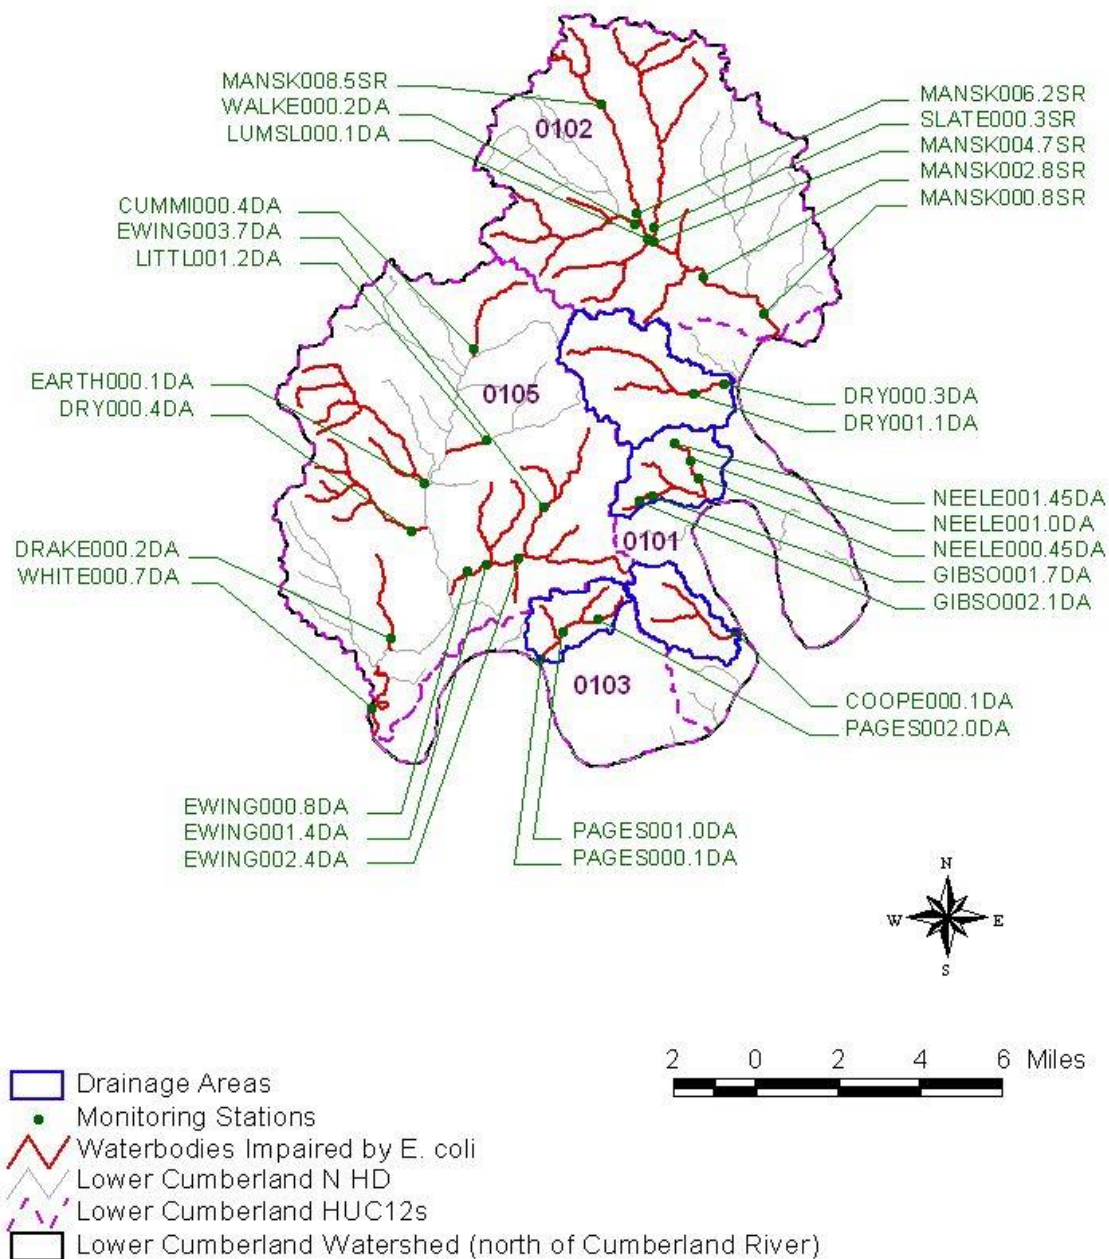 MANSK008.5SR
WALKE000.2DA
LUMSL000.1DA
0102
MANSK006.2SR
SLATE000.3SR
MANSK004.7SR
MANSK002.8SR
MANSK000.8SR
CUMMI000.4DA
EWING003.7DA
LITTL001.2DA
EARTH000.1DA
DRY000.4DA
0105
DRY000.3DA
DRY001.1DA
NEELE001.45DA
NEELE001.0DA
NEELE000.45DA
GIBSO001.7DA
GIBSO002.1DA
0101
DRAKE000.2DA
WHITE000.7DA
0103
COOPE000.1DA
PAGES002.0DA
EWING000.8DA
EWING001.4DA
EWING002.4DA
PAGES001.0DA
PAGES000.1DA
N
W E
S
2 0 2 4 6 Miles
Drainage Areas
Monitoring Stations
Waterbodies Impaired by E. coli
Lower Cumberland N HD
Lower Cumberland HUC12s
Lower Cumberland Watershed (north of Cumberland River)